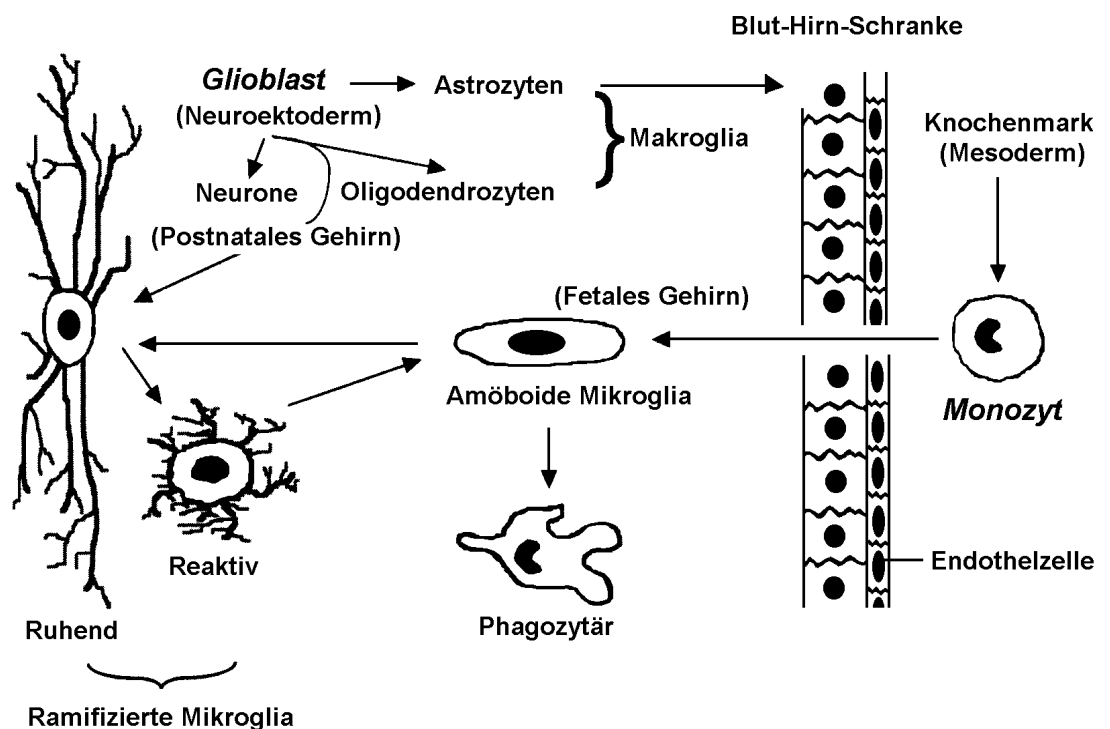 Blut-Hirn-Schranke
Glioblast
Astrozyten
(Neuroektoderm)
Makroglia
Knochenmark
(Mesoderm)
Neurone
Oligodendrozyten
(Postnatales Gehirn)
(Fetales Gehirn)
Amöboide Mikroglia
Monozyt
Reaktiv
Endothelzelle
Ruhend
Phagozytär
Ramifizierte Mikroglia